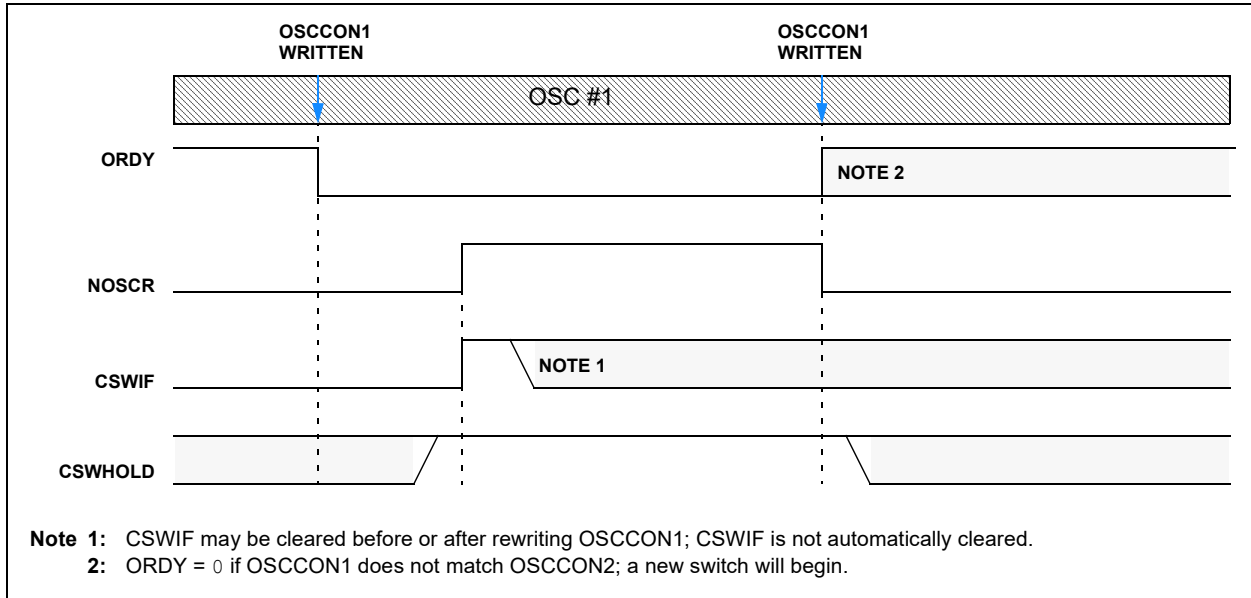 OSCCON1 OSCCON1
WRITTEN WRITTEN
OSC #1
ORDY
NOTE 2
NOSCR
NOTE 1
CSWIF
CSWHOLD
Note 1: CSWIF may be cleared before or after rewriting OSCCON1; CSWIF is not automatically cleared.
2: ORDY = 0 if OSCCON1 does not match OSCCON2; a new switch will begin.